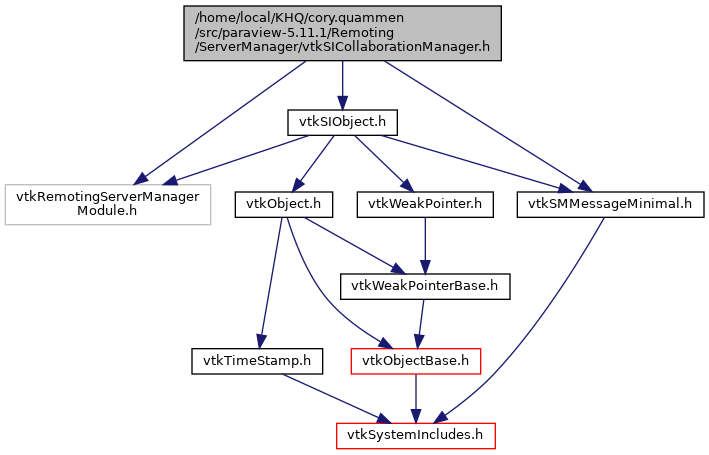 /home/local/KHQ/cory.quammen
/src/paraview-5.11.1/Remoting
/ServerManager/vtkSICollaborationManager.h
vtkSIObject.h
vtkRemotingServerManager
Module.h
vtkObject.h
vtkWeakPointer.h
vtkSMMessageMinimal.h
vtkWeakPointerBase.h
vtkTimeStamp.h
vtkObjectBase.h
vtkSystemIncludes.h